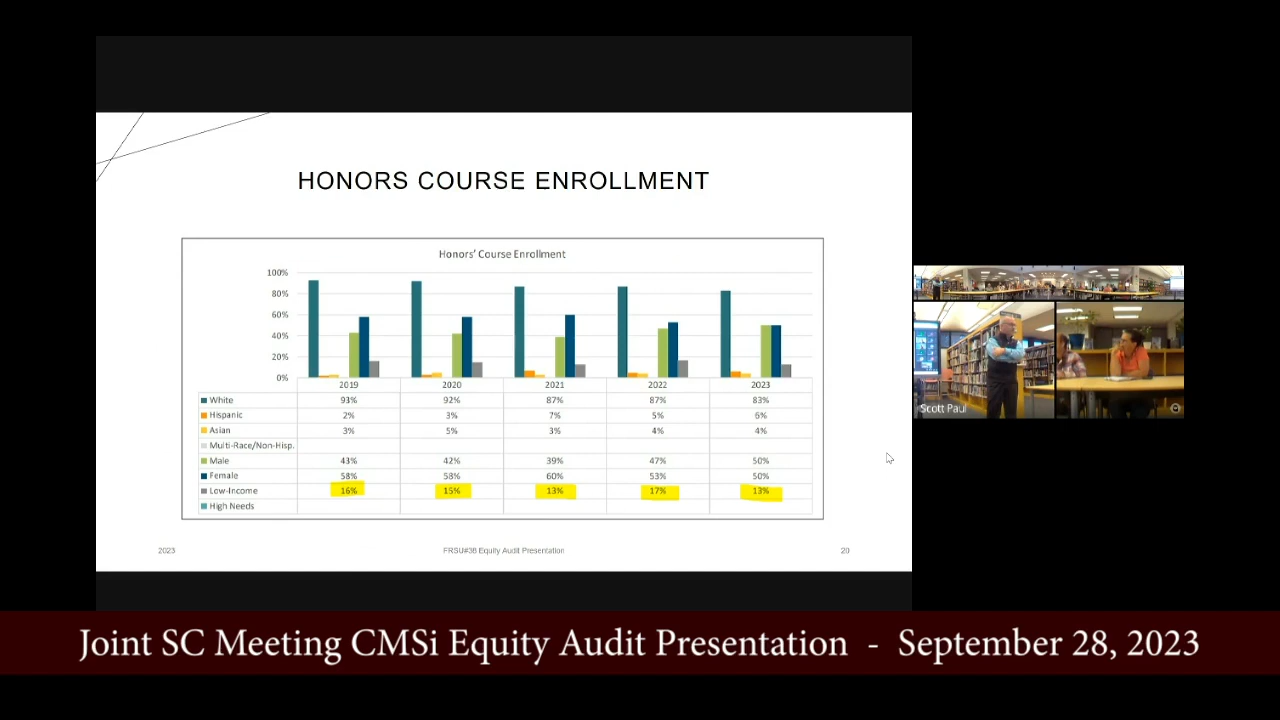 HONORS COURSE ENROLLMENT
Honors' Course Enrollment
100%
80%
60%
40%
20%
0%
2019 2020 2021 2022 2023
White 93% 92% 87% 87% 83%
Hispanic 2% 3% 7% 5% 6%
Asian 3% 5% 3% 4% 4%
Multi-Race/Non-Hisp.
Male 43% 42% 39% 47% 50%
Female 58% 58% 60% 53% 50%
Low-Income 16% 15% 13% 17% 13%
High Needs
2023 FRSU#38 Equity Audit Presentation 20
Scott Paul
Joint SC Meeting CMSi Equity Audit Presentation - September 28, 2023